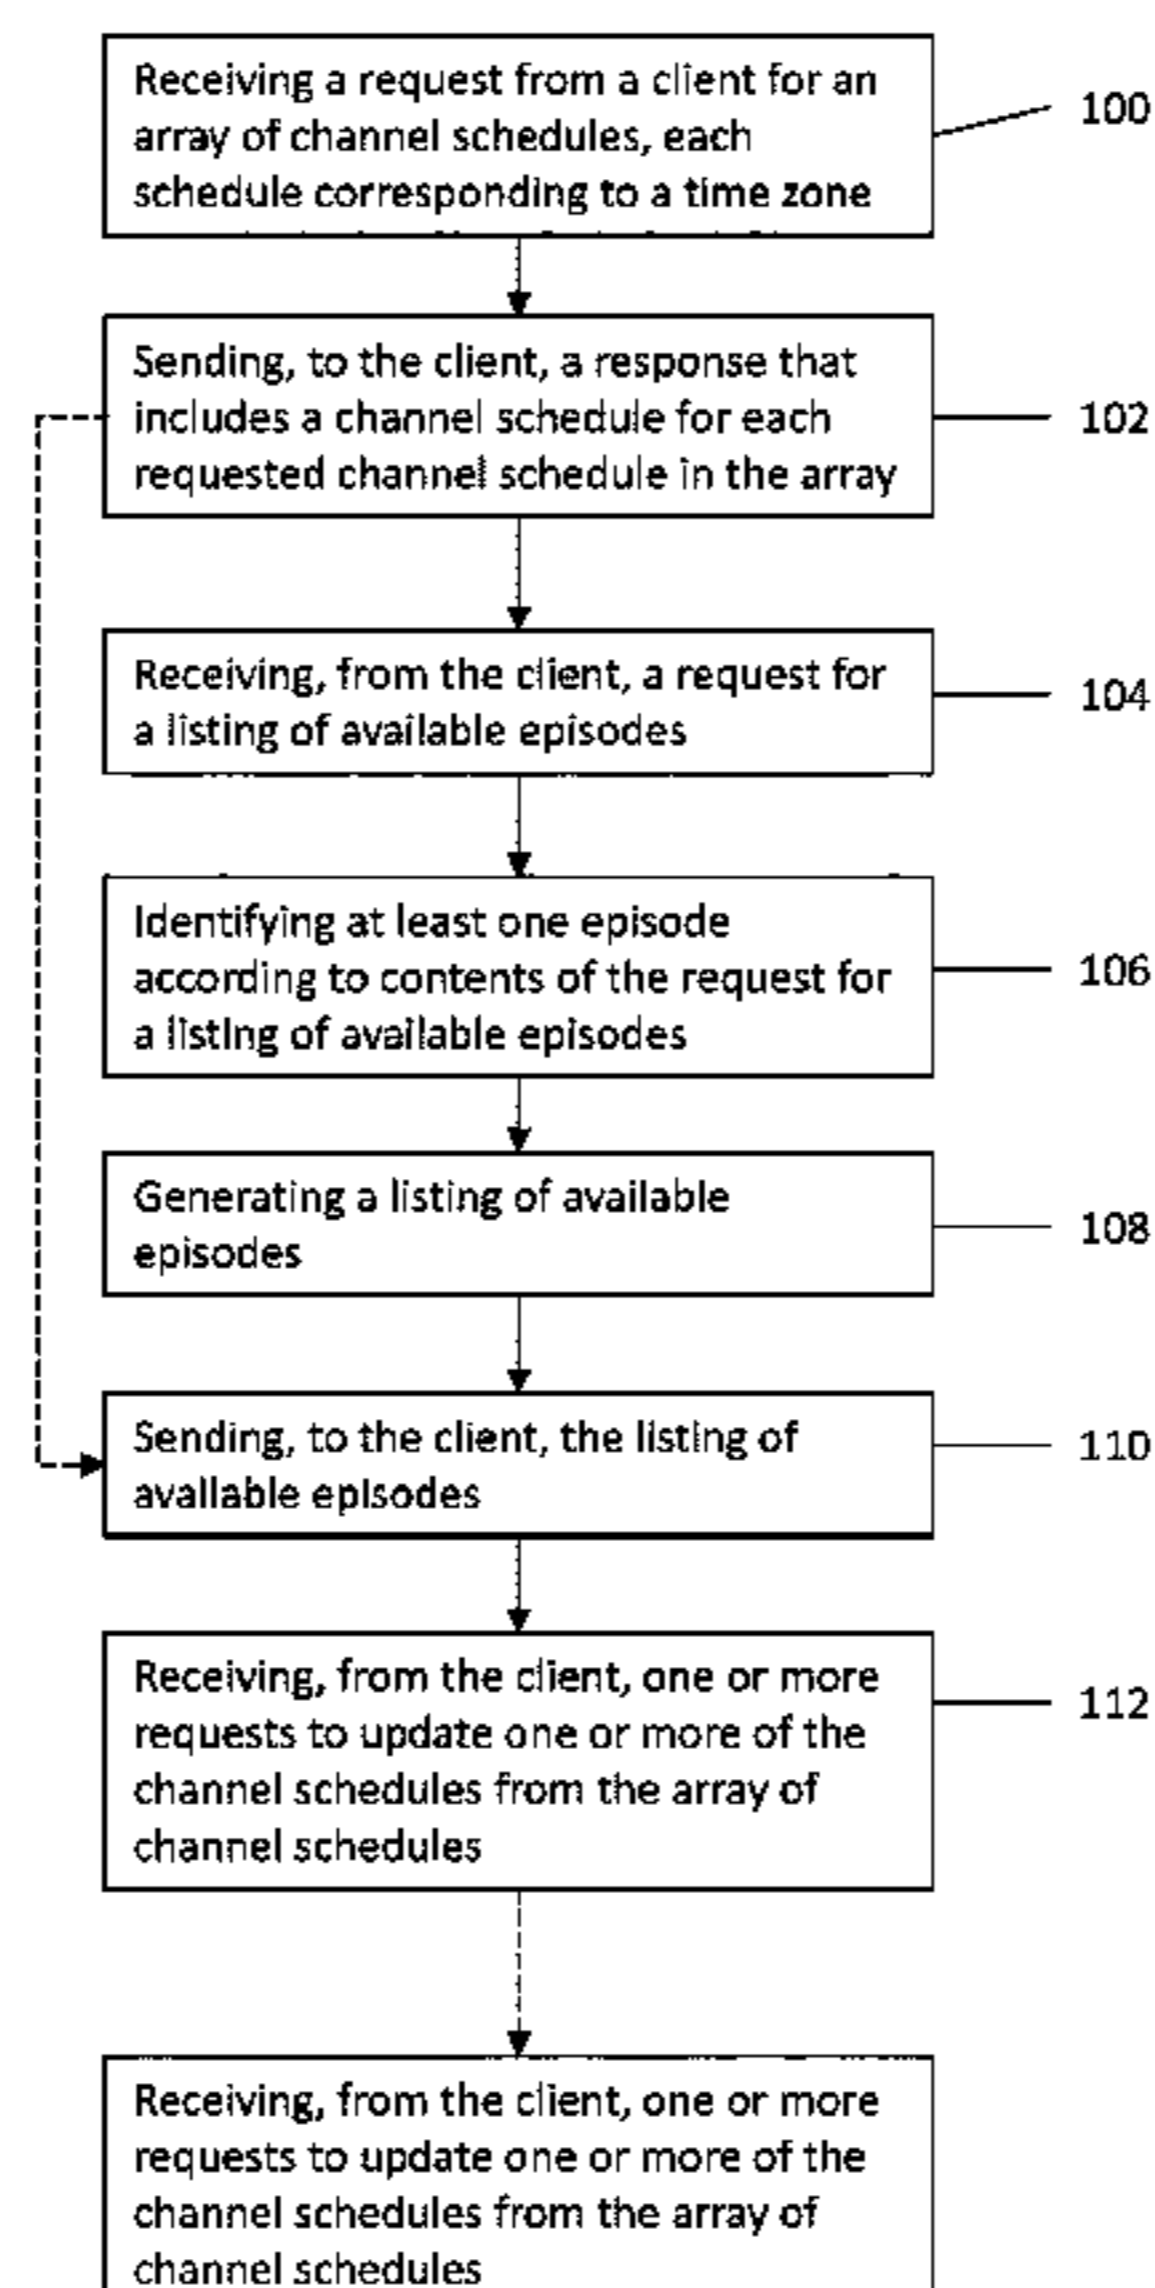 Receiving a request from a client for an
array of channel schedules, each
schedule corresponding to a time zone
100
Sending, to the client, a response that
includes a channel schedule for each
requested channel schedule in the array
102
Receiving, from the client, a request for
a listing of available episodes
104
Identifying at least one episode
according to contents of the request for
a listing of available episodes
106
Generating a listing of available
episodes
108
Sending, to the client, the listing of
available episodes
110
Receiving, from the client, one or more
requests to update one or more of the
channel schedules from the array of
channel schedules
112
Receiving, from the client, one or more
requests to update one or more of the
channel schedules from the array of
channel schedules